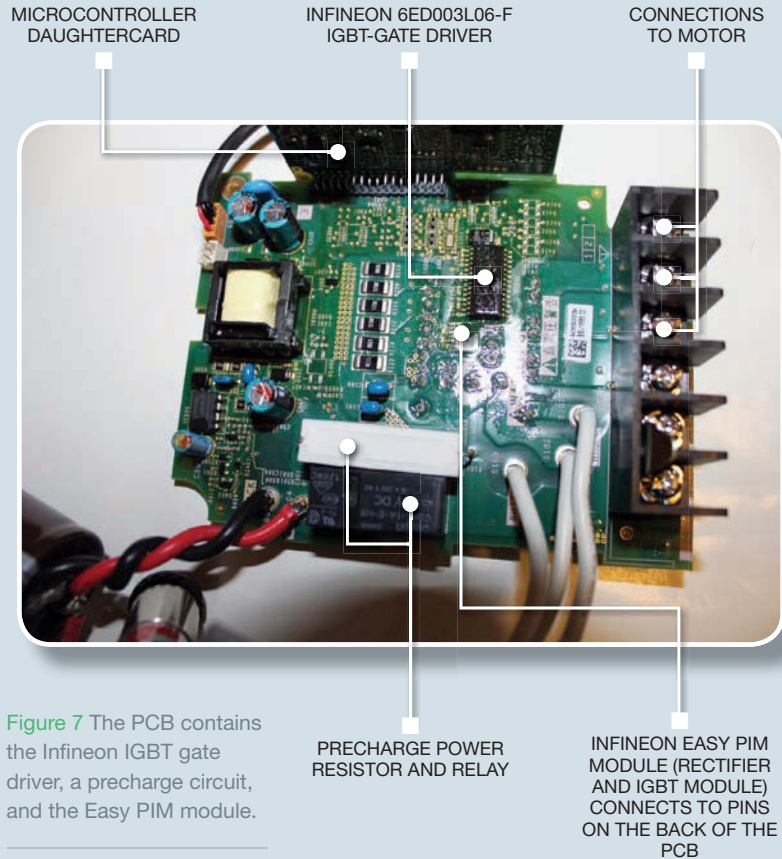 MICROCONTROLLER
DAUGHTERCARD
INFINEON 6ED003L06-F
IGBT-GATE DRIVER
CONNECTIONS
TO MOTOR
Figure 7 The PCB contains
the Infineon IGBT gate
driver, a precharge circuit,
and the Easy PIM module.
PRECHARGE POWER
RESISTOR AND RELAY
INFINEON EASY PIM
MODULE (RECTIFIER
AND IGBT MODULE)
CONNECTS TO PINS
ON THE BACK OF THE
PCB